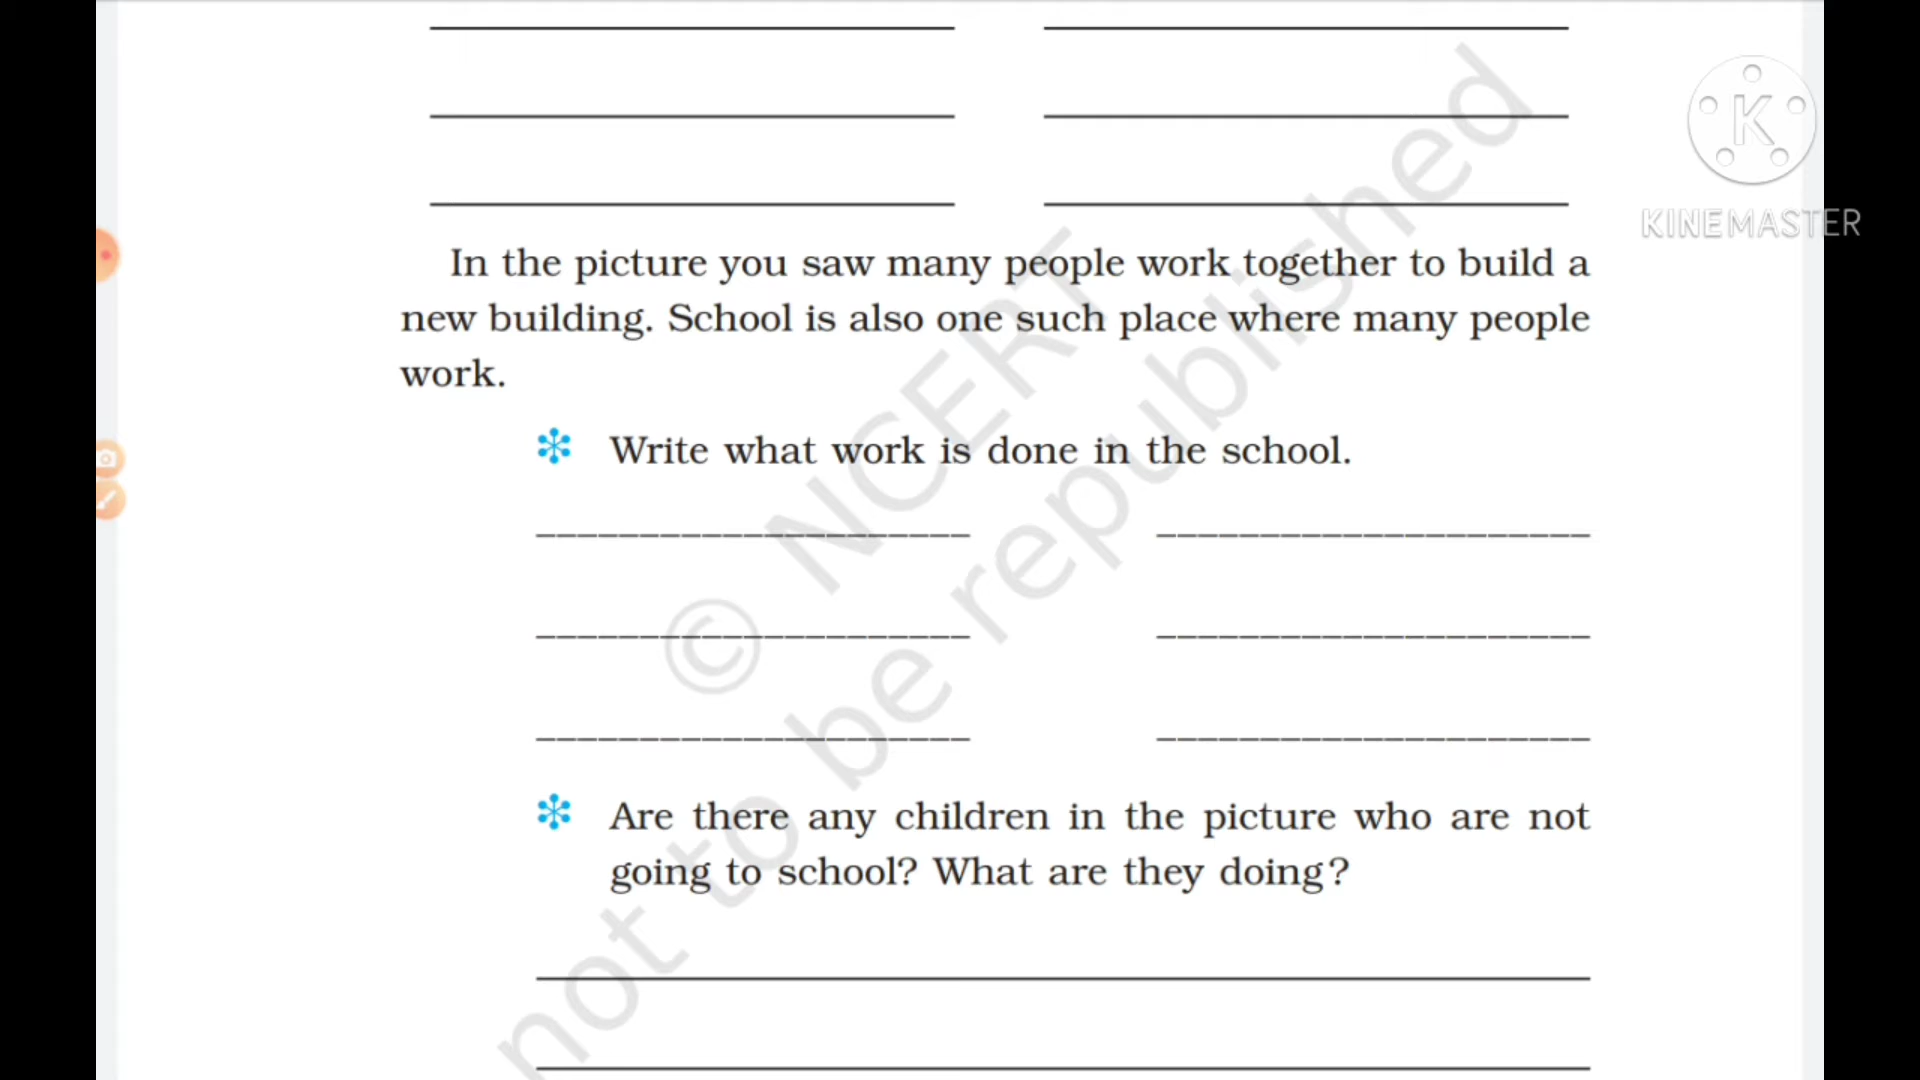 KINEMASTER
In the picture you saw many people work together to build a
new building. School is also one such place where many people
work.
Write what work is done in the school.
Are there any children in the picture who are not
going to school? What are they doing?
© NCERT
not to be republished